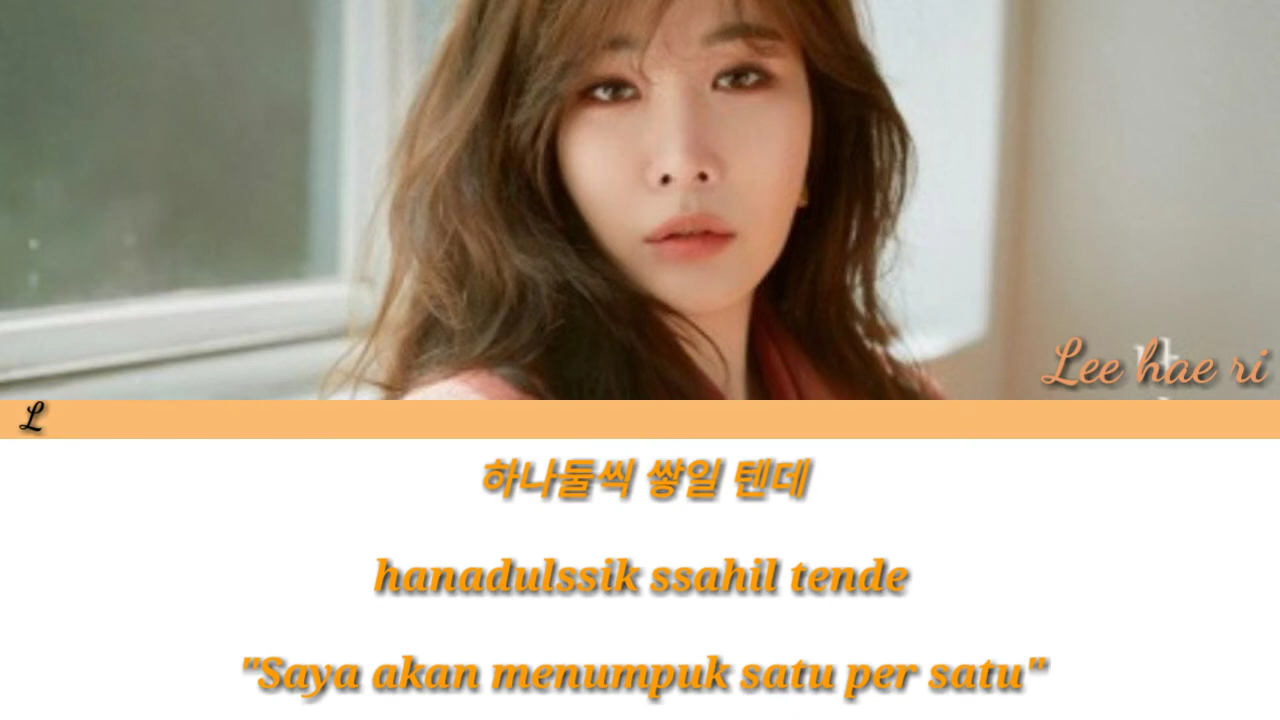 Lee hae ri
L
하나둘씩 쌓일 텐데
hanadulssik ssahil tende
"Saya akan menumpuk satu per satu"